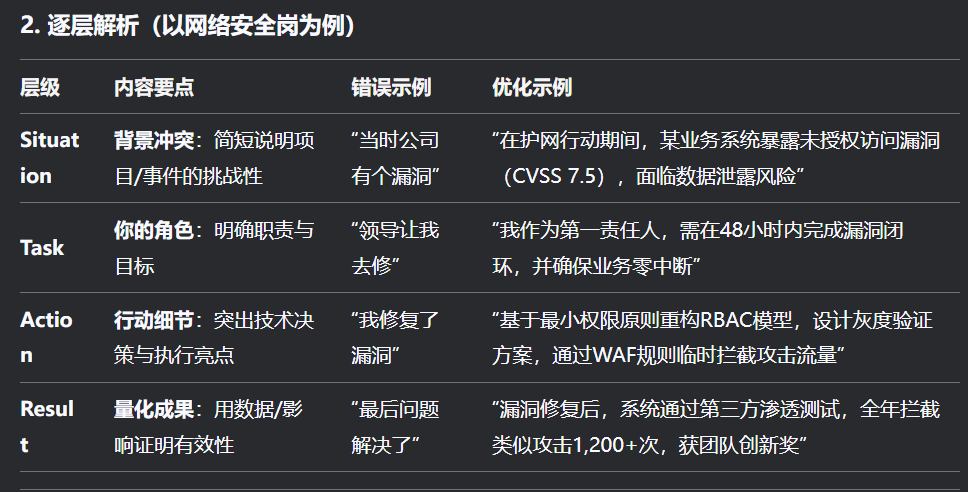 2. 逐层解析（以网络安全岗为例）
层级 内容要点 错误示例 优化示例
Situat
ion
背景冲突：简短说明项
目/事件的挑战性
“当时公司
有个漏洞”
“在护网行动期间，某业务系统暴露未授权访问漏洞
（CVSS 7.5），面临数据泄露风险”
Task
你的角色：明确职责与
目标
“领导让我
去修”
“我作为第一责任人，需在48小时内完成漏洞闭
环，并确保业务零中断”
Actio
n
行动细节：突出技术决
策与执行亮点
“我修复了
漏洞”
“基于最小权限原则重构RBAC模型，设计灰度验证
方案，通过WAF规则临时拦截攻击流量”
Resul
t
量化成果：用数据/影
响证明有效性
“最后问题
解决了”
“漏洞修复后，系统通过第三方渗透测试，全年拦截
类似攻击1,200+次，获团队创新奖”